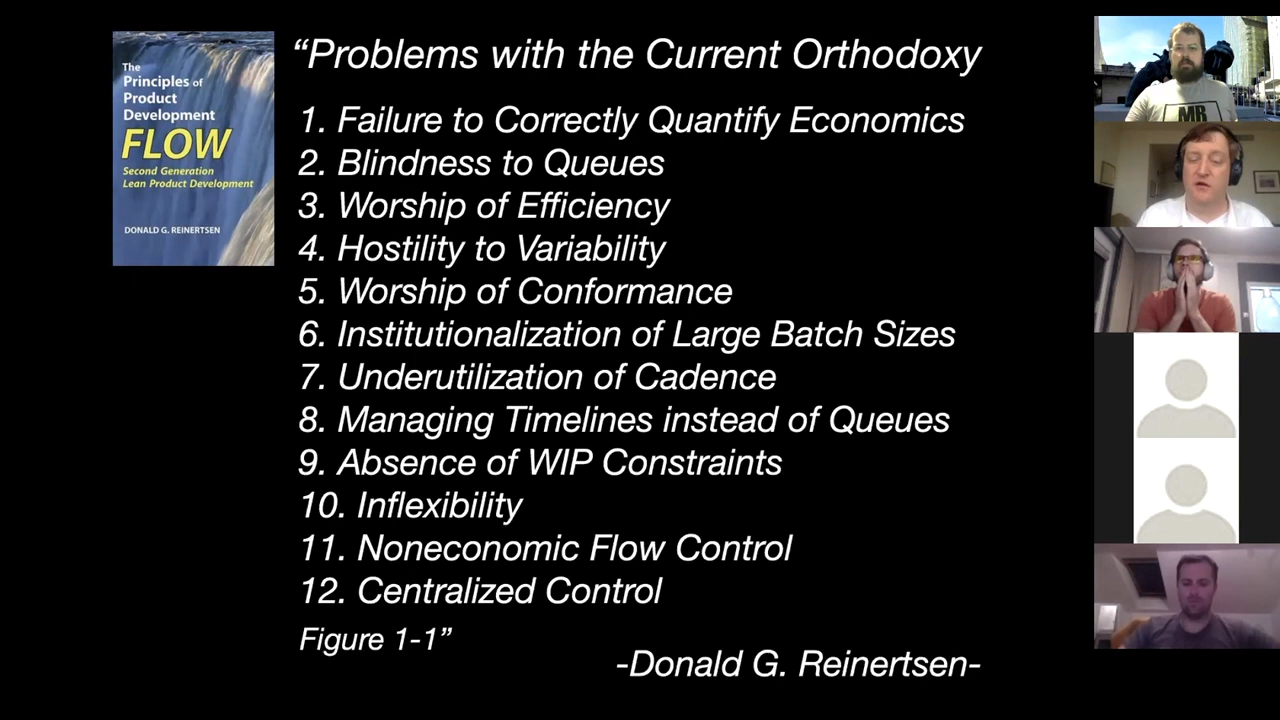 The
Principles of
Product
Development
FLOW
Second Generation
Lean Product Development
DONALD G. REINERTSEN
“Problems with the Current Orthodoxy
1. Failure to Correctly Quantify Economics
2. Blindness to Queues
3. Worship of Efficiency
4. Hostility to Variability
5. Worship of Conformance
6. Institutionalization of Large Batch Sizes
7. Underutilization of Cadence
8. Managing Timelines instead of Queues
9. Absence of WIP Constraints
10. Inflexibility
11. Noneconomic Flow Control
12. Centralized Control
Figure 1-1”
-Donald G. Reinertsen-
MR